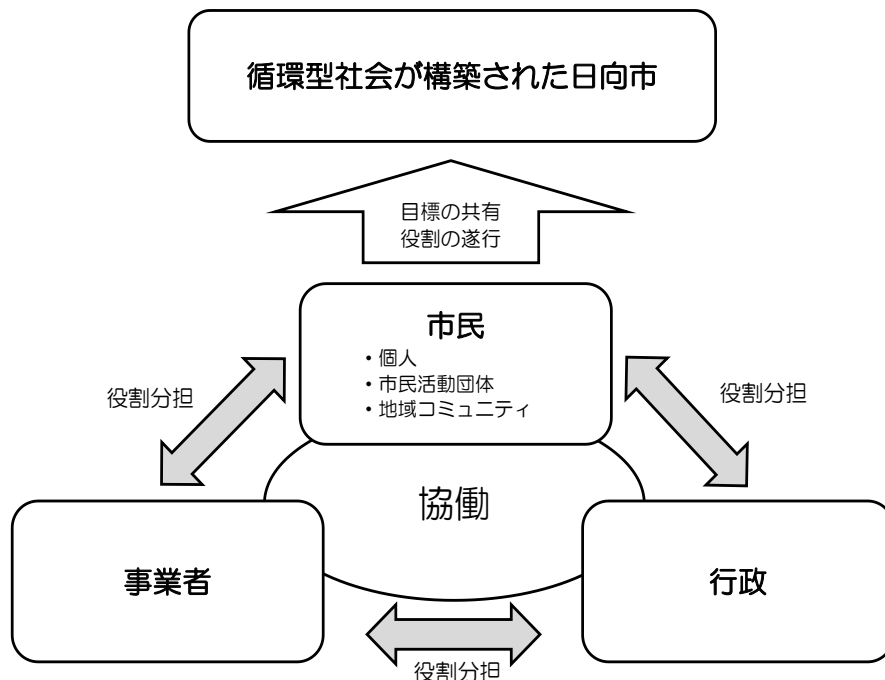 循環型社会が構築された日向市
目標の共有
役割の遂行
市民
・個人
・市民活動団体
・地域コミュニティ
役割分担
役割分担
協働
事業者
行政
役割分担